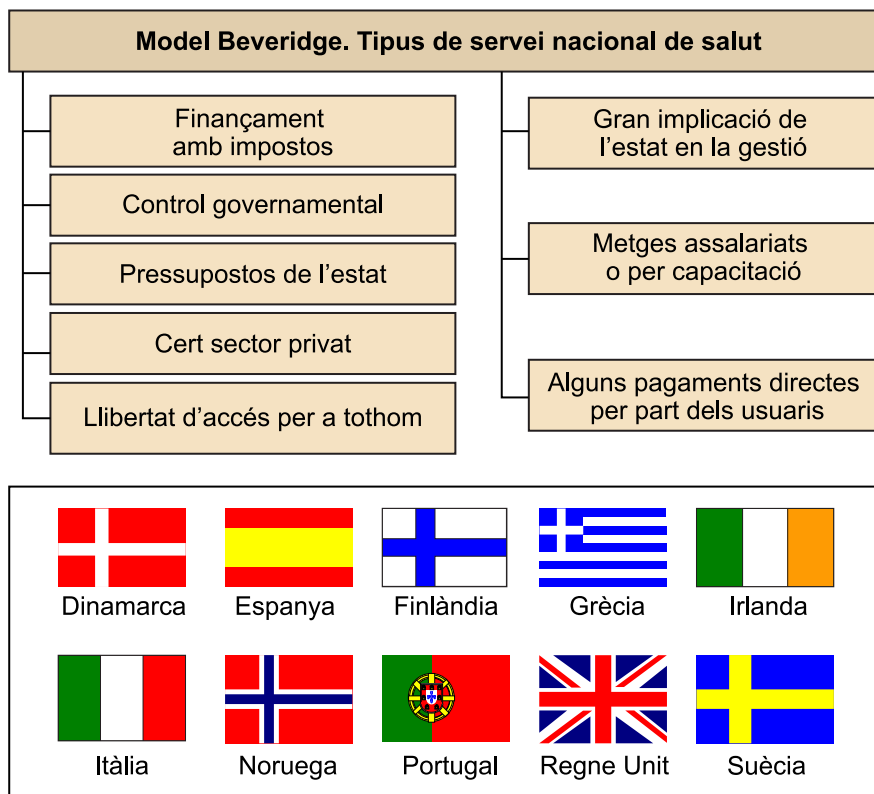 Model Beveridge. Tipus de servei nacional de salut
Finançament
amb impostos
Control governamental
Pressupostos de l’estat
Cert sector privat
Llibertat d’accés per a tothom
Gran implicació de
l’estat en la gestió
Metges assalariats
o per capacitació
Alguns pagaments directes
per part dels usuaris
Dinamarca
Espanya
Finlàndia
Grècia
Irlanda
Itàlia
Noruega
Portugal
Regne Unit
Suècia